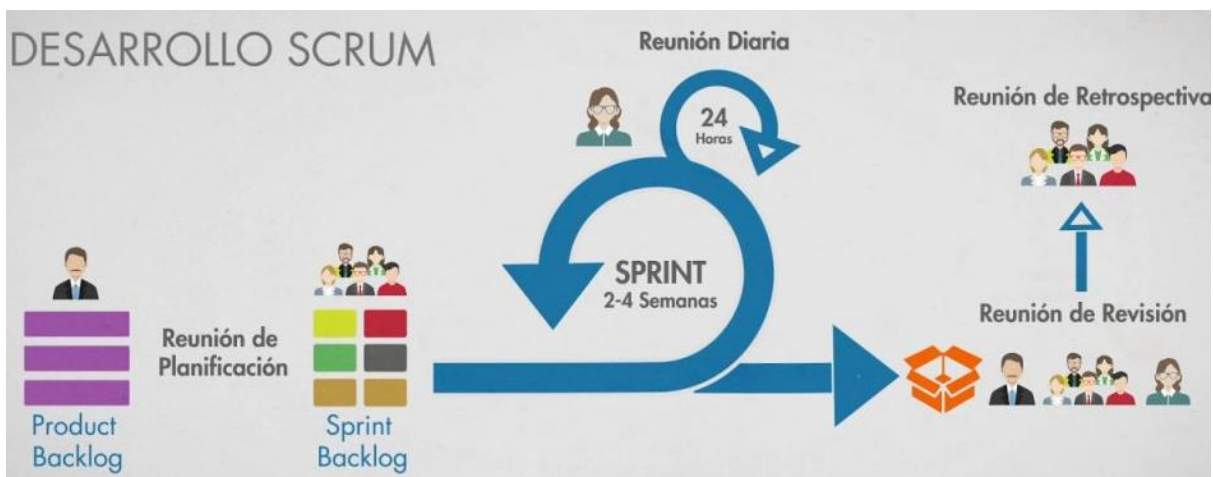 DESARROLLO SCRUM
Reunión Diaria
24
Horas
Reunión de Retrospectiva
SPRINT
2-4 Semanas
Reunión de
Planificación
Reunión de Revisión
Product
Backlog
Sprint
Backlog